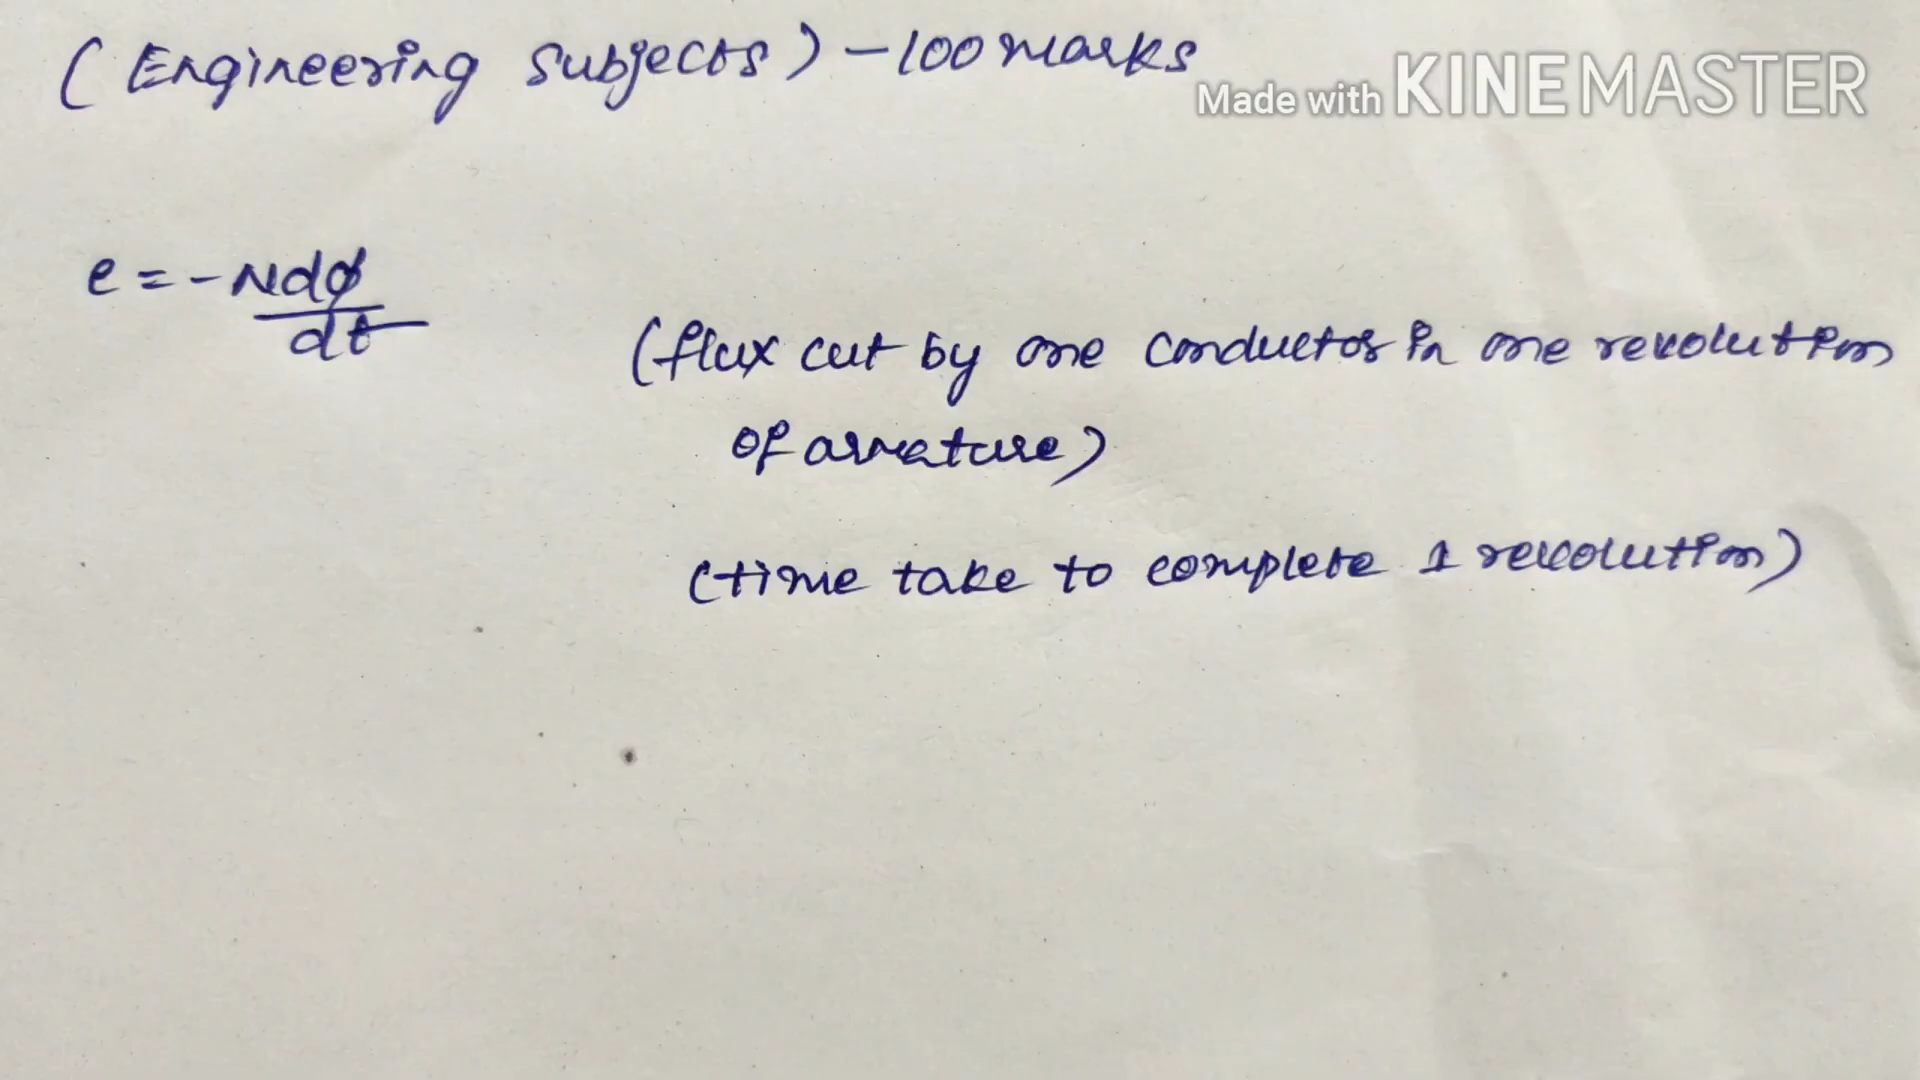 (Engineering subjects) - 100 marks
Made with KINEMASTER
e = - Ndφ
dt
(flux cut by one conductor in one revolution
of armature)
(time take to complete 1 revolution)